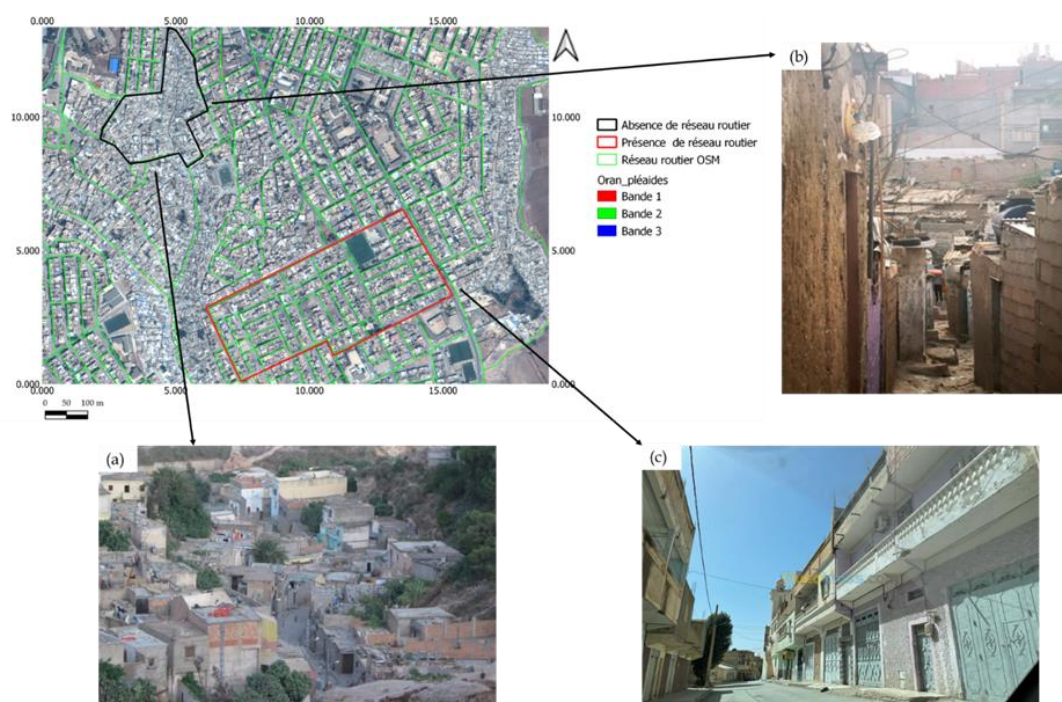 0.000 5.000 10.000 15.000
10.000 10.000
5.000 5.000
0.000 0.000
0.000 5.000 10.000 15.000
0 50 100 m
Absence de réseau routier
Présence de réseau routier
Réseau routier OSM
Oran_pléaides
Bande 1
Bande 2
Bande 3
(b)
(a)
(c)